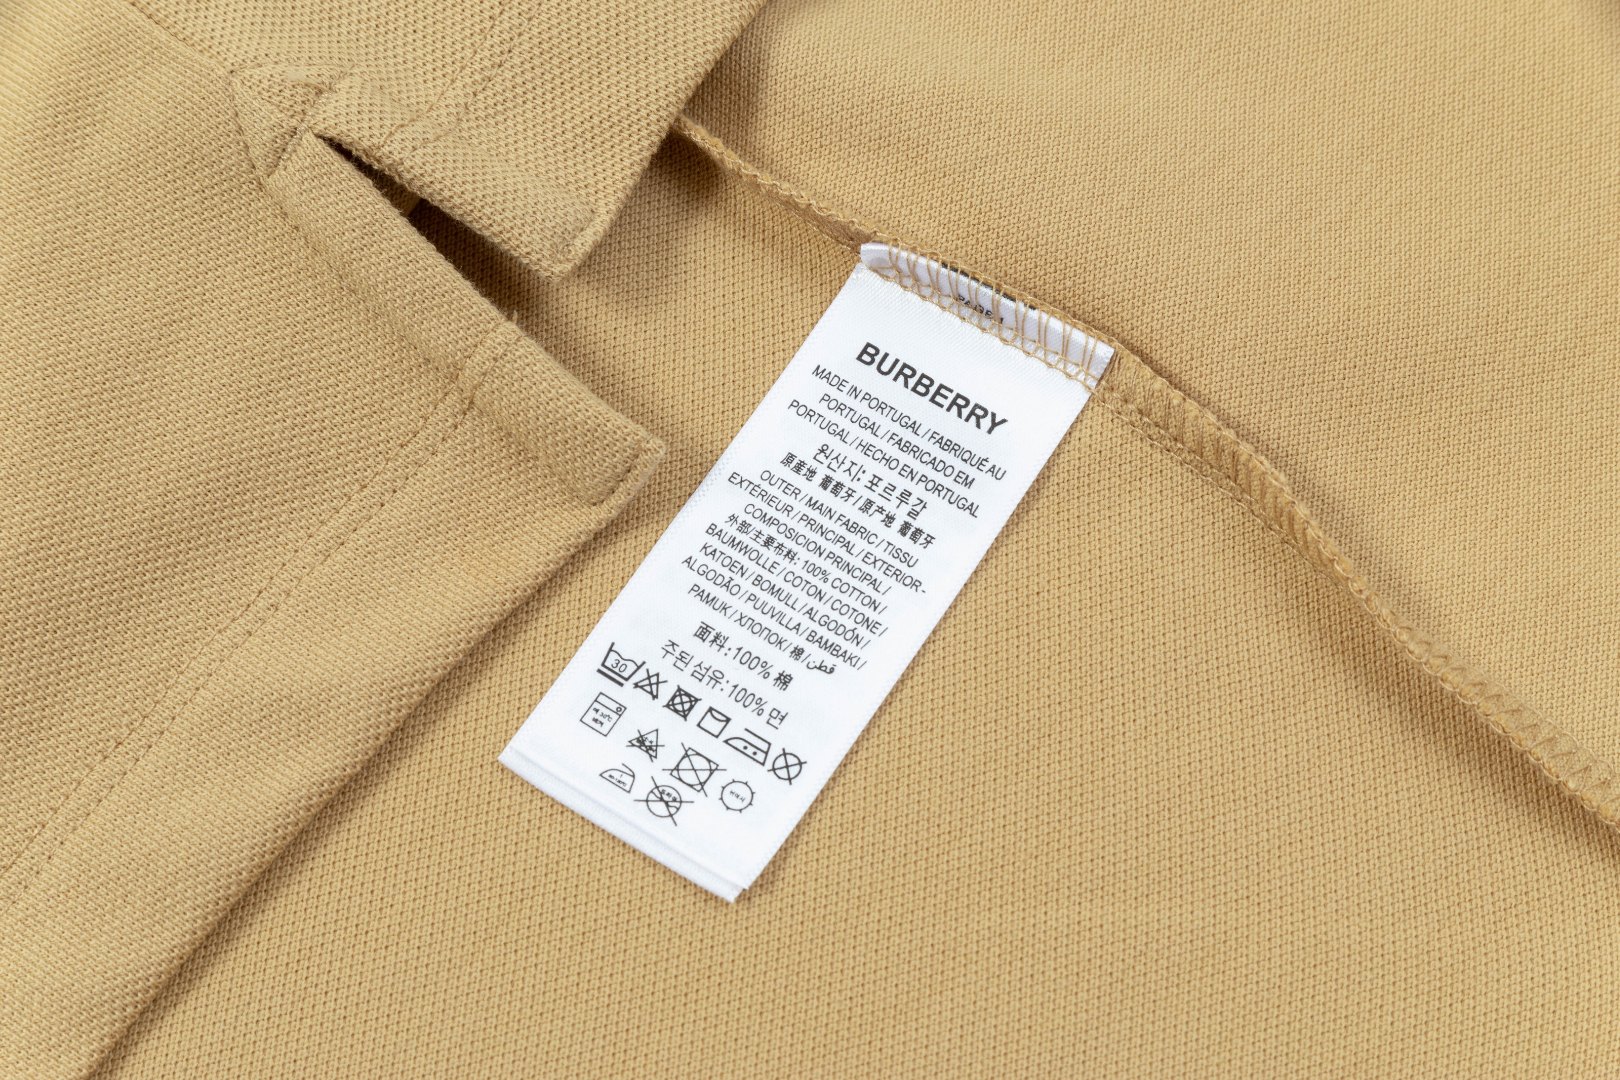 PAGE 1
BURBERRY
MADE IN PORTUGAL / FABRIQUÉ AU
PORTUGAL / FABRICADO EM
PORTUGAL / HECHO EN PORTUGAL
원산지: 포르투갈
原產地 葡萄牙 / 原产地 葡萄牙
OUTER / MAIN FABRIC / TISSU
EXTÉRIEUR / PRINCIPAL / EXTERIOR-
COMPOSICION PRINCIPAL /
外部/主要布料: 100% COTTON /
BAUMWOLLE / COTON / COTONE /
KATOEN / BOMULL / ALGODÓN /
ALGODÃO / PUUVILLA / BAMBAKI /
PAMUK / ХЛОПОК / 棉 / قطن
面料: 100% 棉
주된 섬유: 100% 면
30